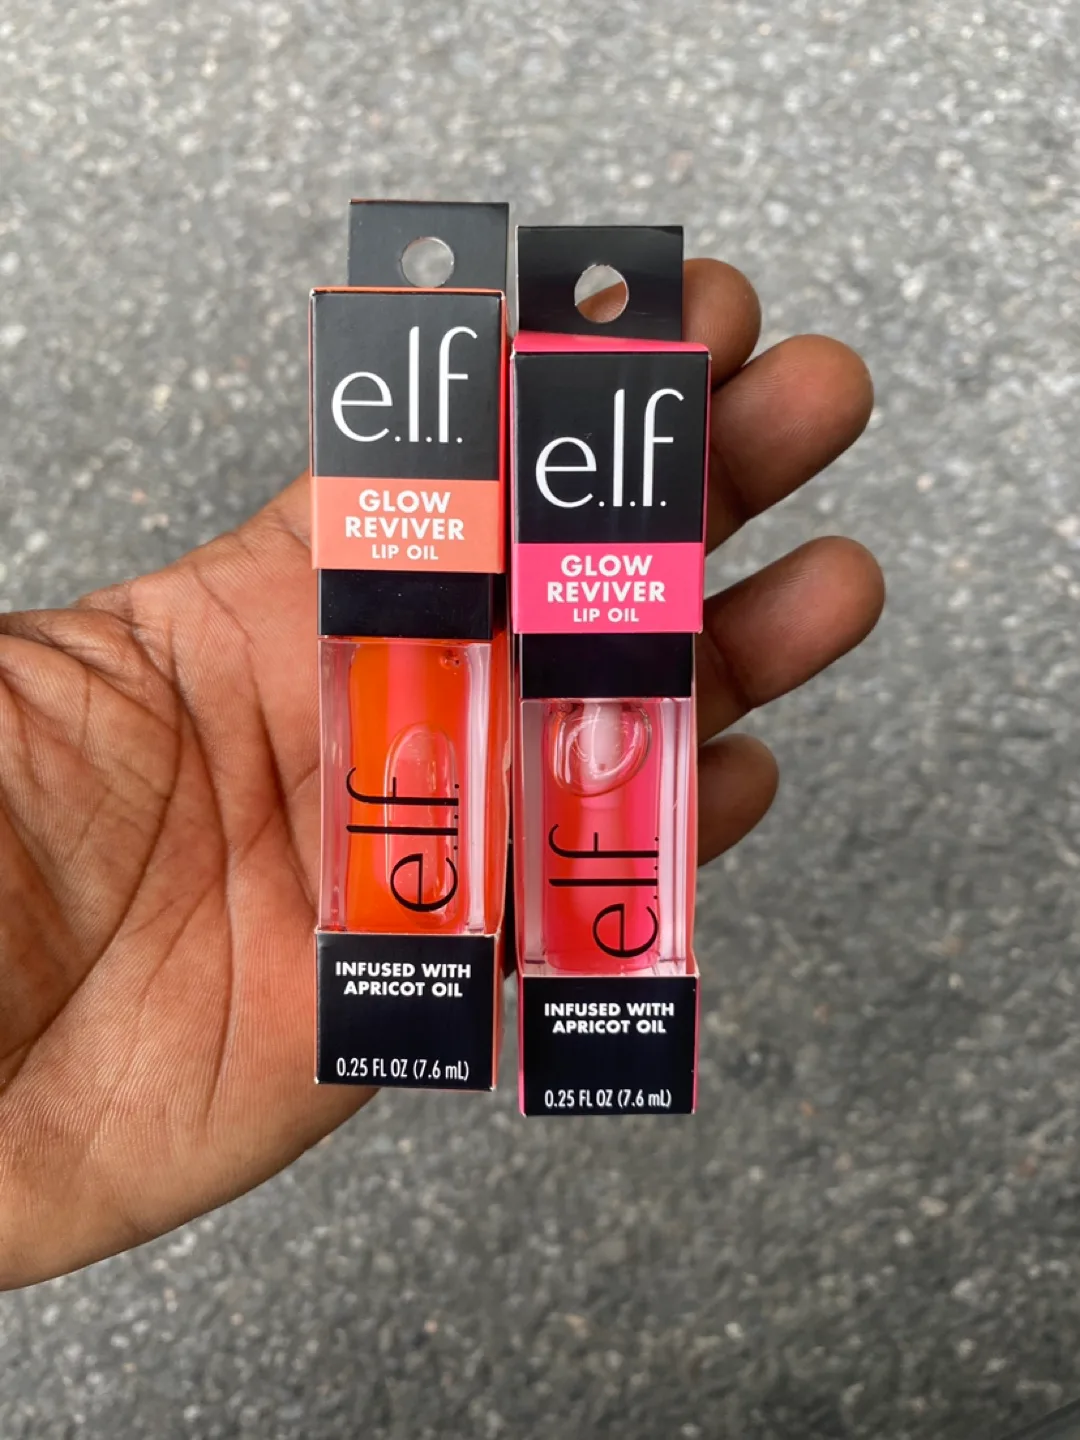 e.l.f.
GLOW
REVIVER
LIP OIL
e.l.f.
INFUSED WITH
APRICOT OIL
0.25 FL OZ (7.6 mL)
e.l.f.
GLOW
REVIVER
LIP OIL
e.l.f.
INFUSED WITH
APRICOT OIL
0.25 FL OZ (7.6 mL)